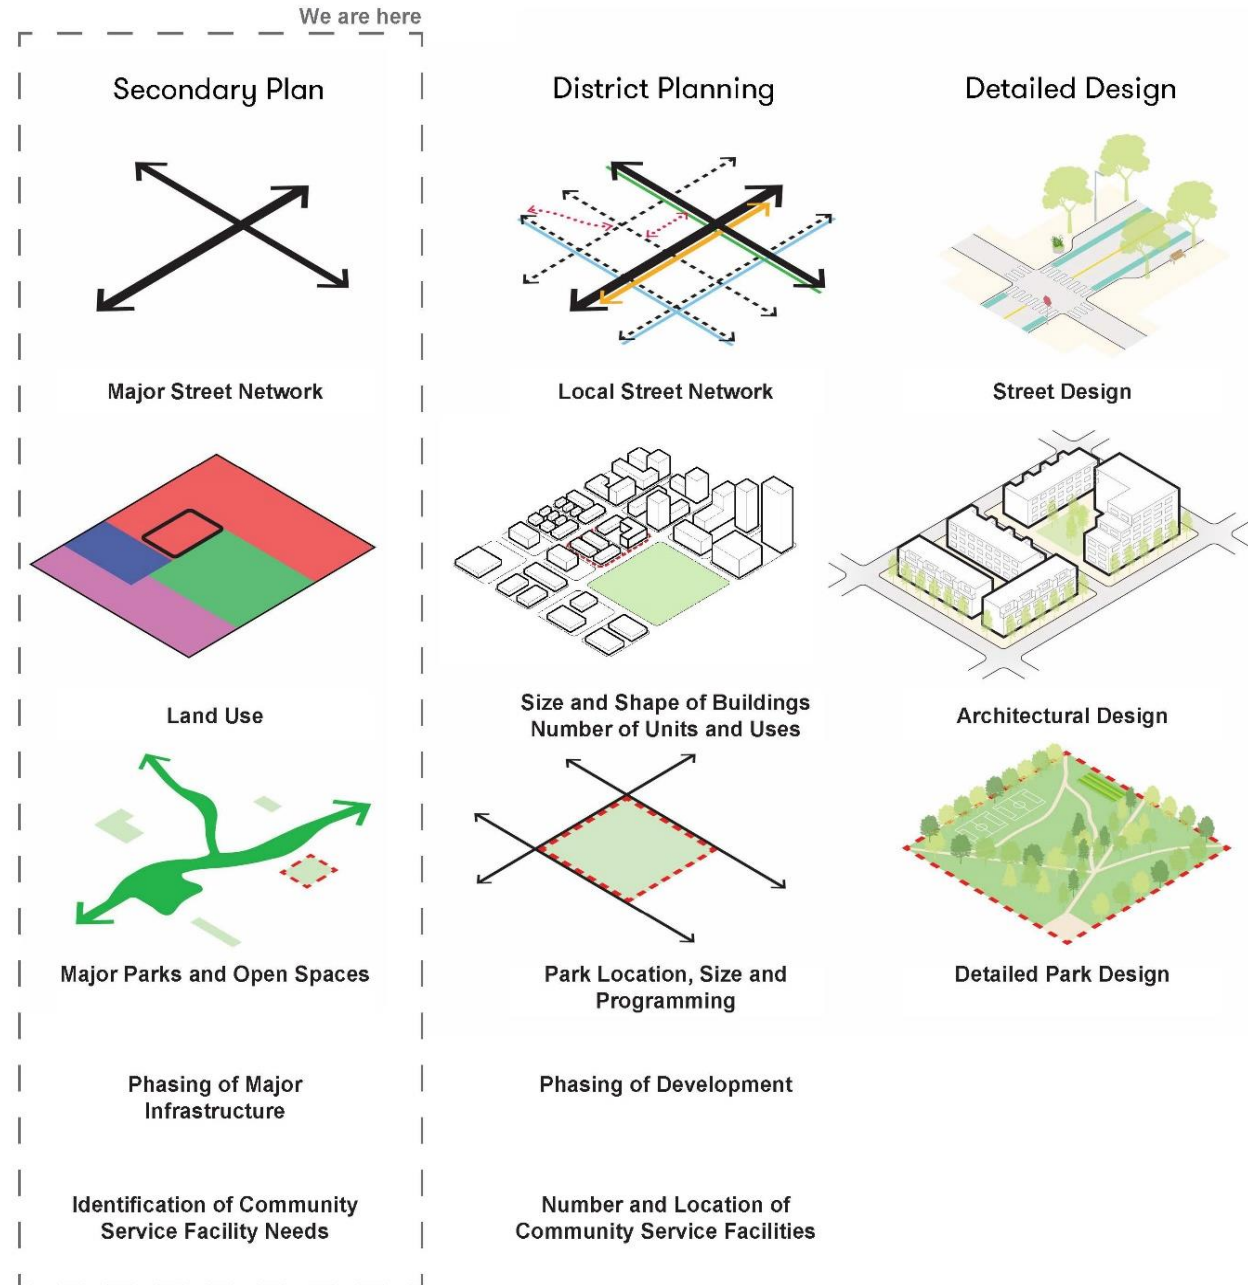 We are here
Secondary Plan
District Planning
Detailed Design
Major Street Network
Local Street Network
Street Design
Land Use
Size and Shape of Buildings
Number of Units and Uses
Architectural Design
Major Parks and Open Spaces
Park Location, Size and
Programming
Detailed Park Design
Phasing of Major
Infrastructure
Phasing of Development
Identification of Community
Service Facility Needs
Number and Location of
Community Service Facilities